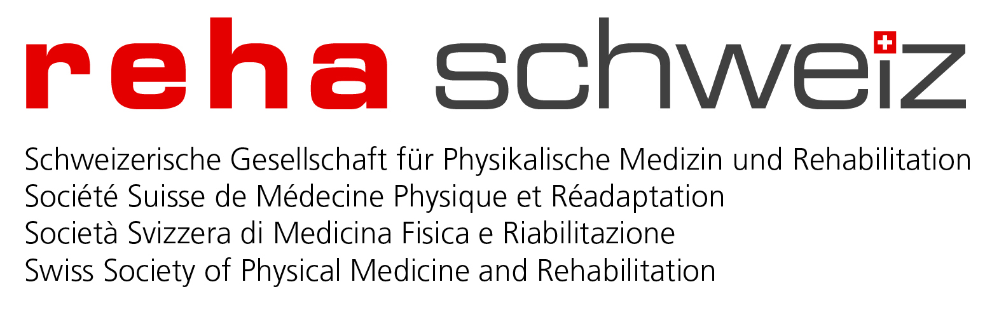 reha schweiz
Schweizerische Gesellschaft für Physikalische Medizin und Rehabilitation
Société Suisse de Médecine Physique et Réadaptation
Società Svizzera di Medicina Fisica e Riabilitazione
Swiss Society of Physical Medicine and Rehabilitation